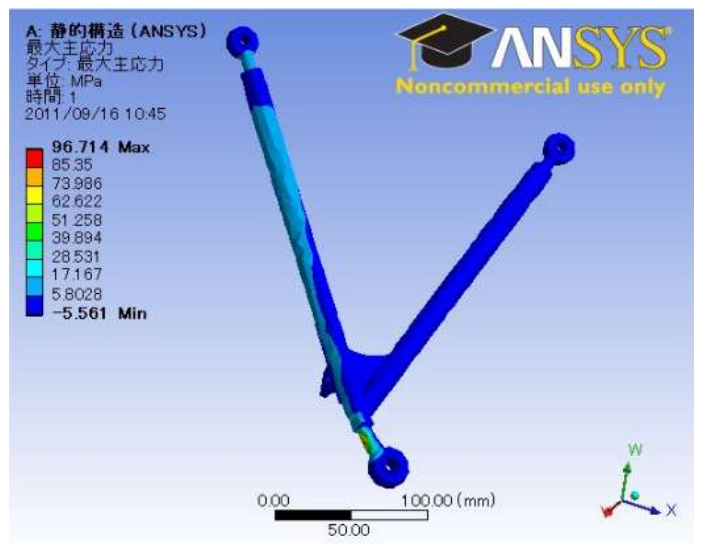 A: 静的構造 (ANSYS)
最大主応力
タイプ: 最大主応力
単位: MPa
時間: 1
2011/09/16 10:45
96.714 Max
85.35
73.986
62.622
51.258
39.894
28.531
17.167
5.8028
-5.561 Min
ANSYS
Noncommercial use only
0.00 100.00 (mm)
50.00
W
X